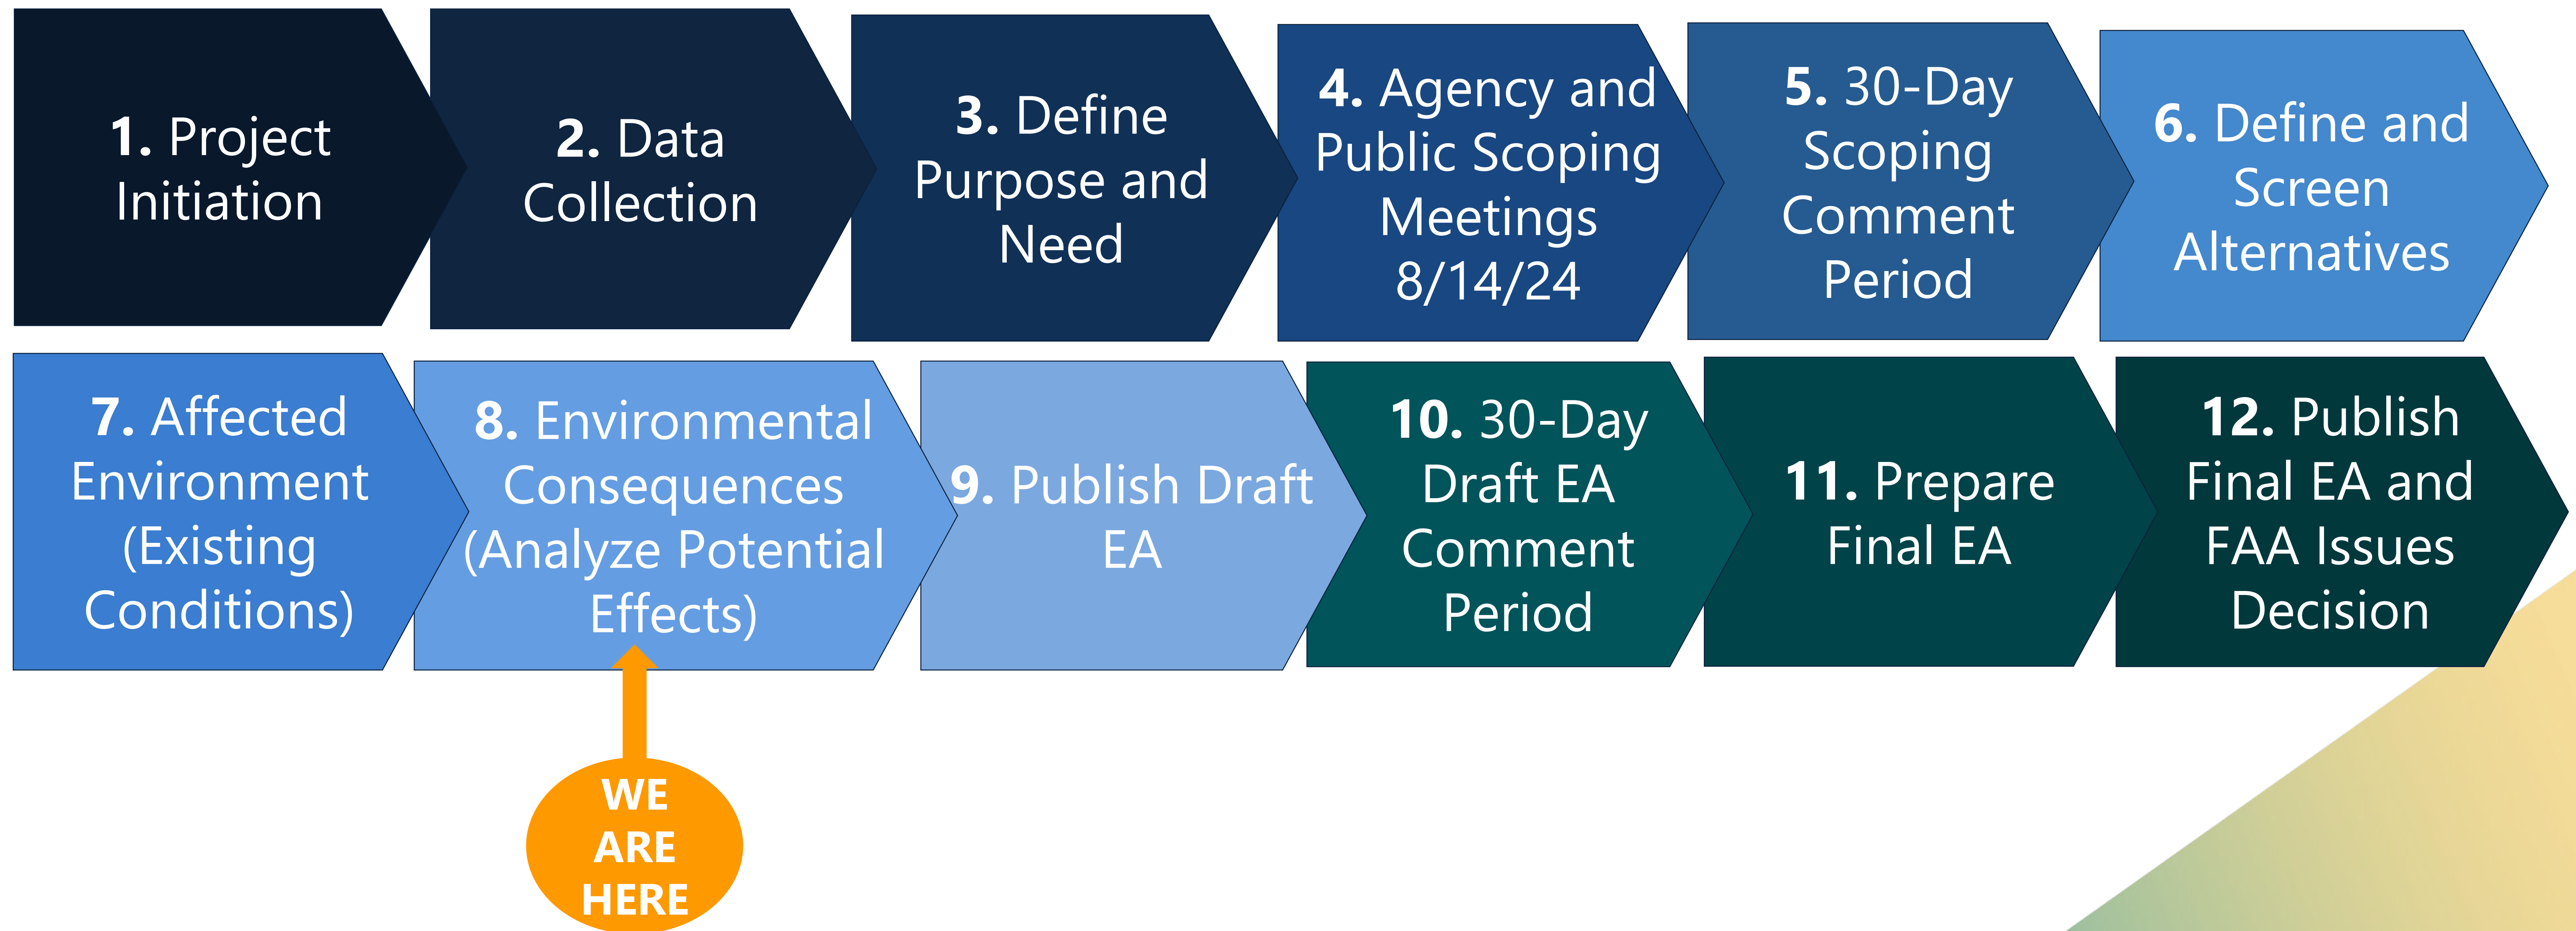 1. Project
Initiation
2. Data
Collection
3. Define
Purpose and
Need
4. Agency and
Public Scoping
Meetings
8/14/24
5. 30-Day
Scoping
Comment
Period
6. Define and
Screen
Alternatives
7. Affected
Environment
(Existing
Conditions)
8. Environmental
Consequences
(Analyze Potential
Effects)
9. Publish Draft
EA
10. 30-Day
Draft EA
Comment
Period
11. Prepare
Final EA
12. Publish
Final EA and
FAA Issues
Decision
WE
ARE
HERE